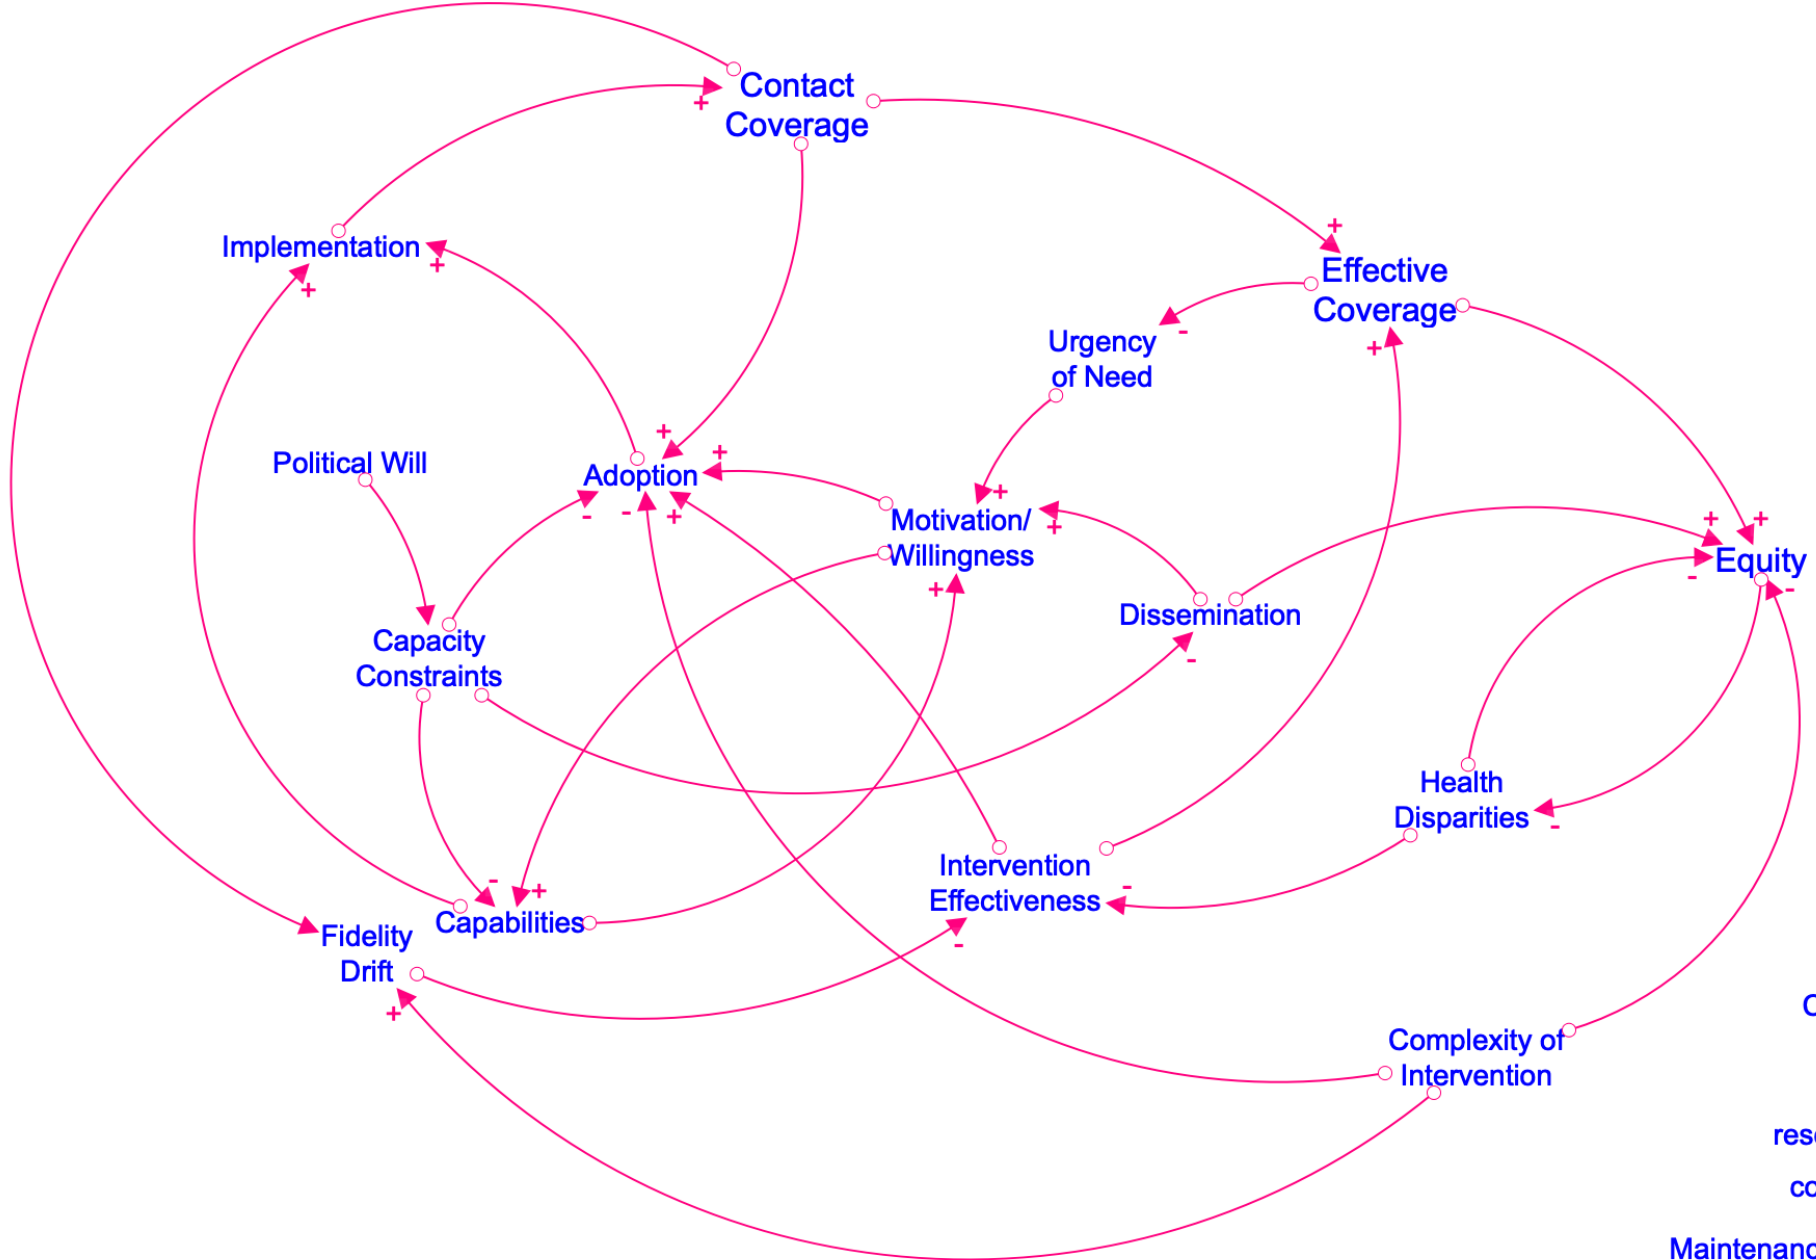 Contact
Coverage
+
+
Implementation
+
+
Effective
Coverage
+
Urgency
of Need
-
+
Political Will
Adoption
+
+
-
-
+
Motivation/
Willingness
+
+
+
Equity
+
+
-
-
Dissemination
-
Capacity
Constraints
Health
Disparities
-
Intervention
Effectiveness
-
-
Capabilities
-
+
Fidelity
Drift
+
Complexity of
Intervention